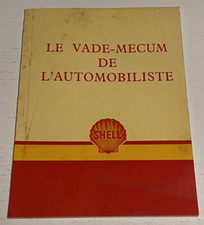 LE VADE-MECUM
DE
L'AUTOMOBILISTE
SHELL